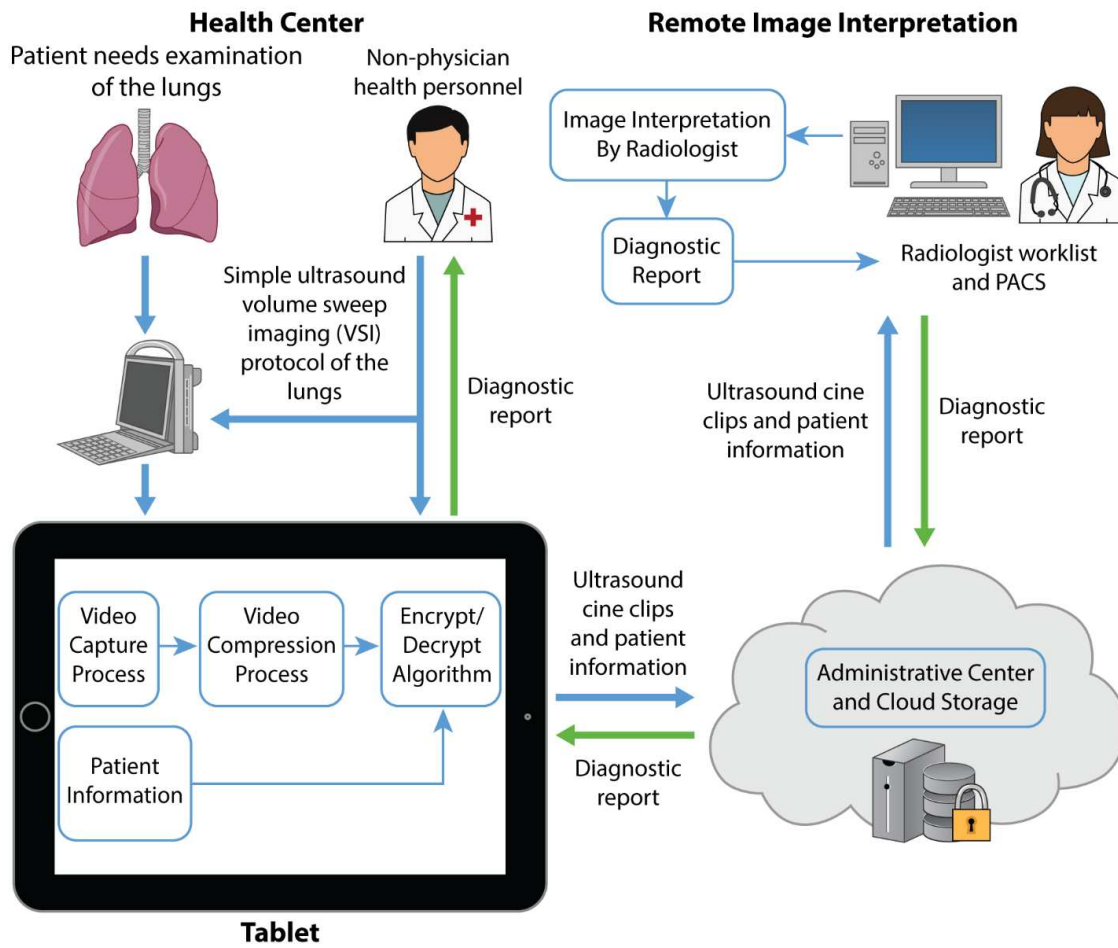 Health Center
Patient needs examination
of the lungs
Non-physician
health personnel
Simple ultrasound
volume sweep
imaging (VSI)
protocol of the
lungs
Diagnostic
report
Remote Image Interpretation
Image Interpretation
By Radiologist
Diagnostic
Report
Radiologist worklist
and PACS
Ultrasound cine
clips and patient
information
Diagnostic
report
Video
Capture
Process
Video
Compression
Process
Encrypt/
Decrypt
Algorithm
Patient
Information
Tablet
Ultrasound
cine clips
and patient
information
Diagnostic
report
Administrative Center
and Cloud Storage